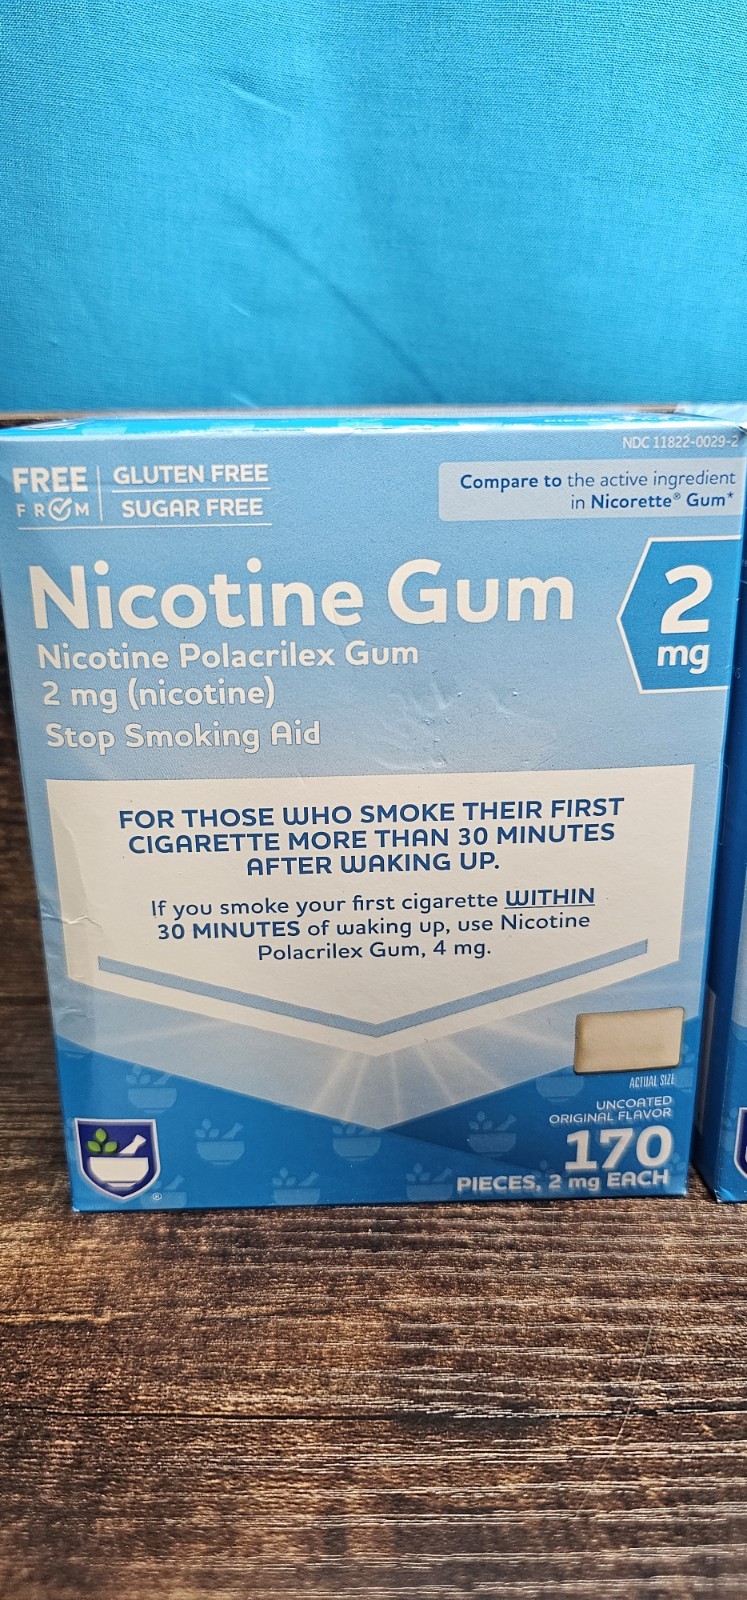 NDC 11822-0029-2
FREE
FROM
GLUTEN FREE
SUGAR FREE
Compare to the active ingredient
in Nicorette® Gum*
Nicotine Gum
2
mg
Nicotine Polacrilex Gum
2 mg (nicotine)
Stop Smoking Aid
FOR THOSE WHO SMOKE THEIR FIRST
CIGARETTE MORE THAN 30 MINUTES
AFTER WAKING UP.
If you smoke your first cigarette WITHIN
30 MINUTES of waking up, use Nicotine
Polacrilex Gum, 4 mg.
ACTUAL SIZE
UNCOATED
ORIGINAL FLAVOR
170
PIECES, 2 mg EACH
®